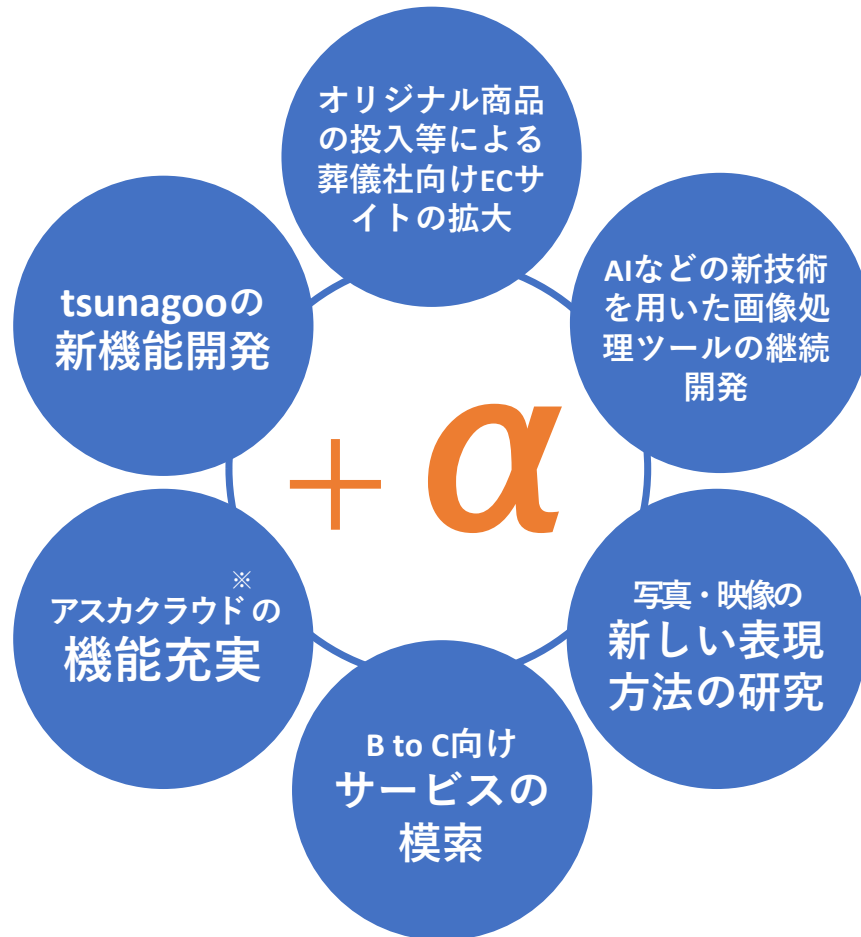 オリジナル商品
の投入等による
葬儀社向けECサ
イトの拡大
AIなどの新技術
を用いた画像処
理ツールの継続
開発
写真・映像の
新しい表現
方法の研究
B to C向け
サービスの
模索
※
アスカクラウドの
機能充実
tsunagooの
新機能開発
+α